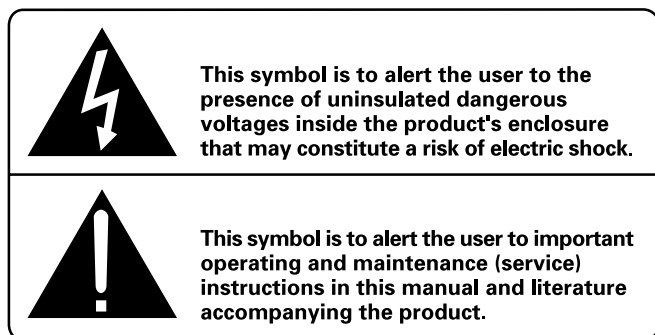 This symbol is to alert the user to the
presence of uninsulated dangerous
voltages inside the product's enclosure
that may constitute a risk of electric shock.
This symbol is to alert the user to important
operating and maintenance (service)
instructions in this manual and literature
accompanying the product.